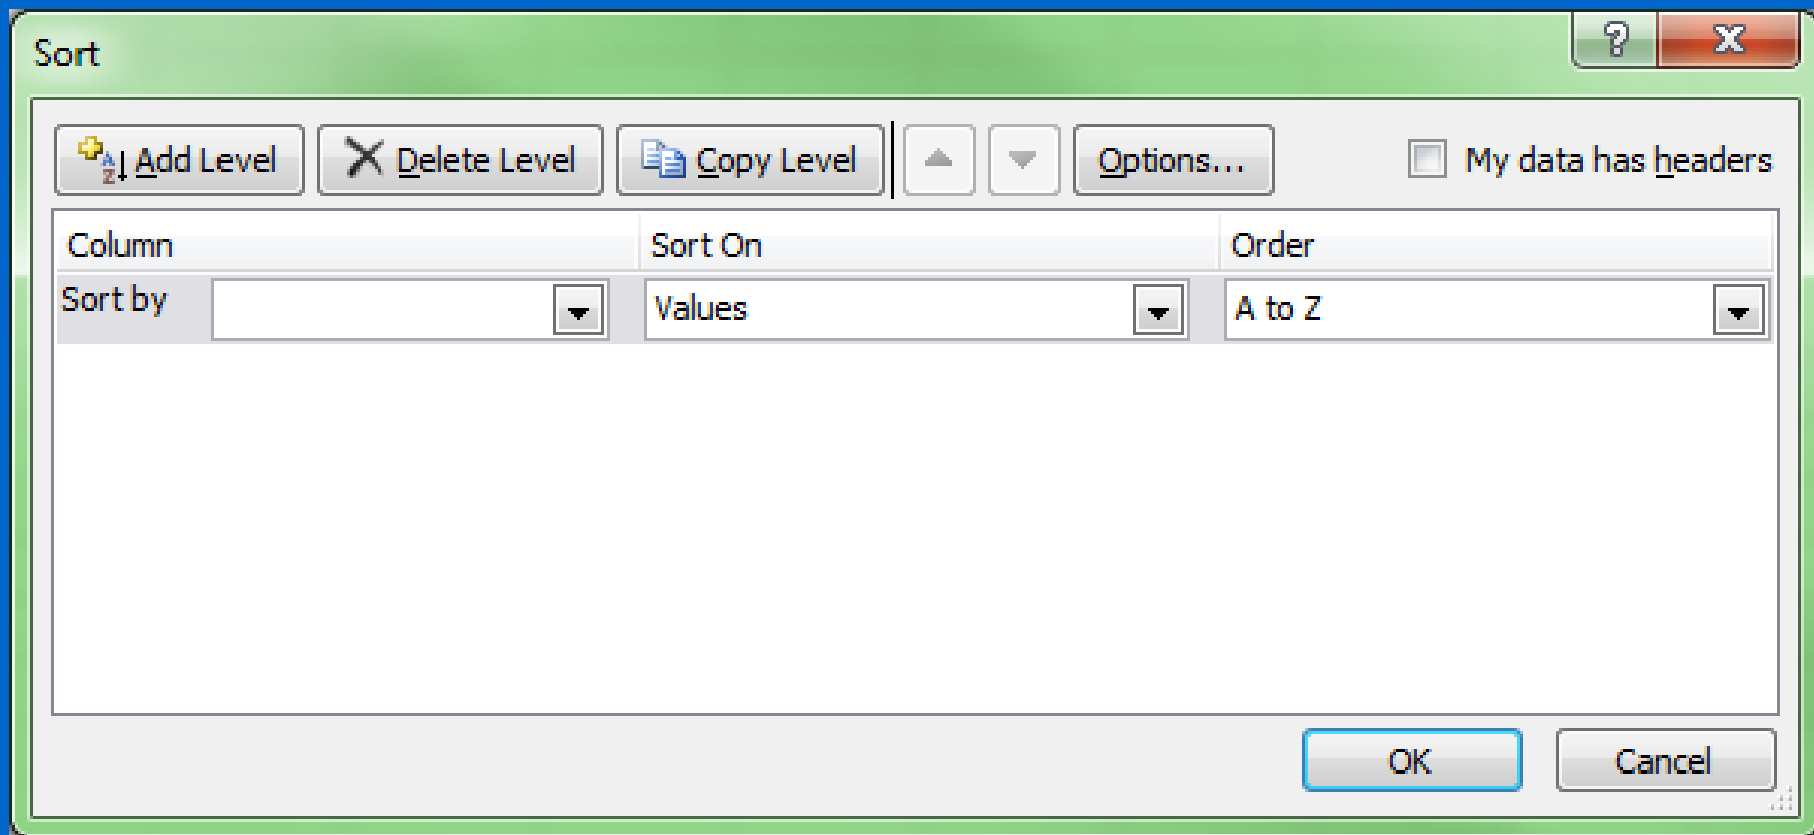 Sort
Add Level Delete Level Copy Level Options... My data has headers
Column Sort On Order
Sort by Values A to Z
OK Cancel